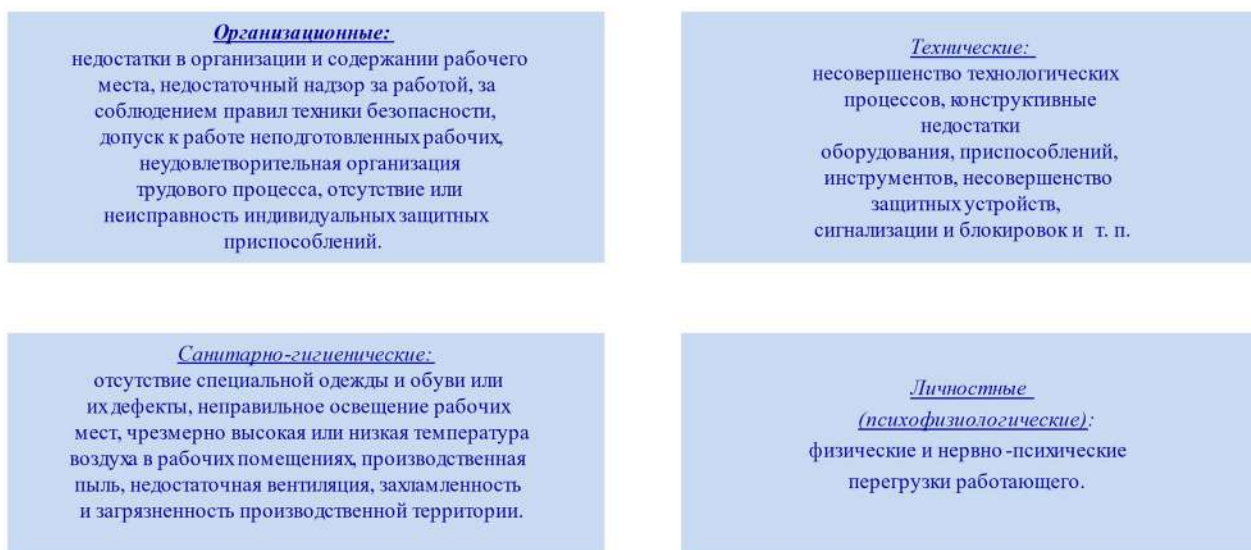 Организационные:
недостатки в организации и содержании рабочего
места, недостаточный надзор за работой, за
соблюдением правил техники безопасности,
допуск к работе неподготовленных рабочих,
неудовлетворительная организация
трудового процесса, отсутствие или
неисправность индивидуальных защитных
приспособлений.
Технические:
несовершенство технологических
процессов, конструктивные
недостатки
оборудования, приспособлений,
инструментов, несовершенство
защитных устройств,
сигнализации и блокировок и т. п.
Санитарно-гигиенические:
отсутствие специальной одежды и обуви или
их дефекты, неправильное освещение рабочих
мест, чрезмерно высокая или низкая температура
воздуха в рабочих помещениях, производственная
пыль, недостаточная вентиляция, захламленность
и загрязненность производственной территории.
Личностные
(психофизиологические):
физические и нервно-психические
перегрузки работающего.